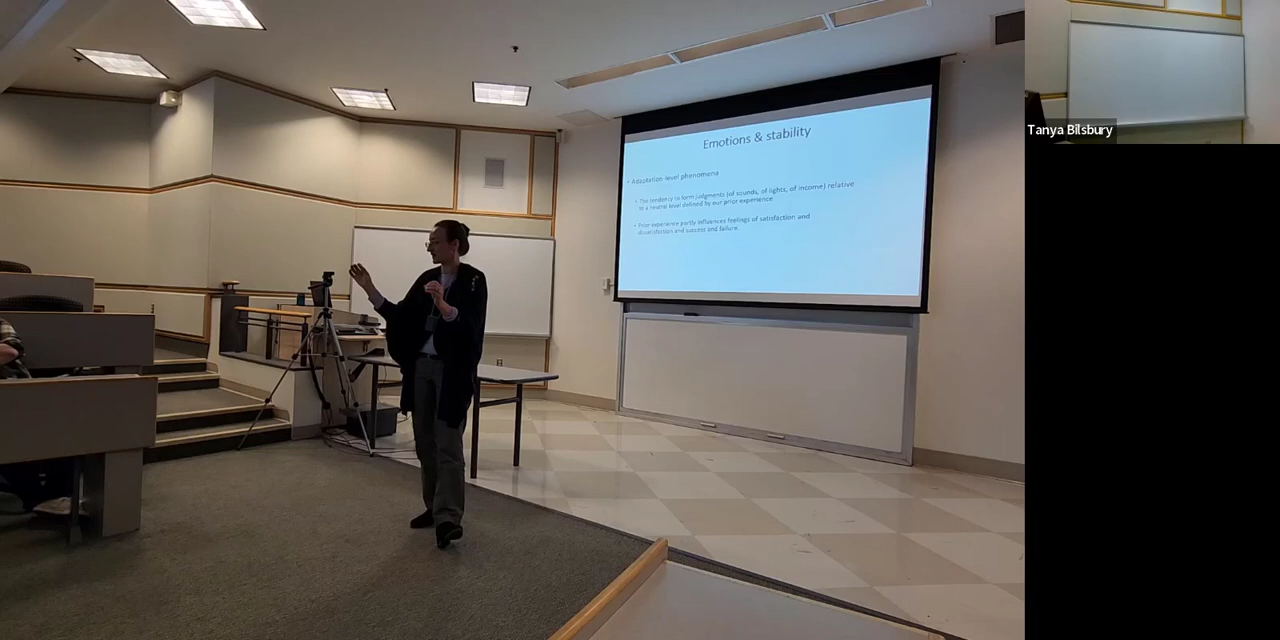 Emotions & stability
• Adaptation-level phenomena
• The tendency to form judgments (of sounds, of lights, of income) relative
to a neutral level defined by our prior experience
• Prior experience partly influences feelings of satisfaction and
dissatisfaction and success and failure.
Tanya Bilsbury